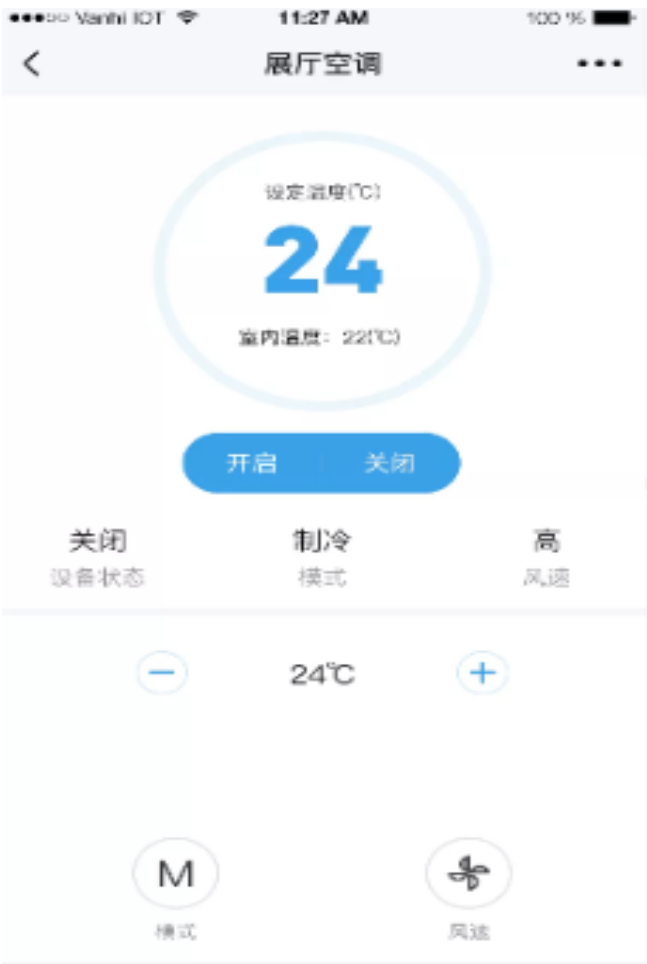 Vanhi IOT
11:27 AM
100 %
展厅空调
设定温度(℃)
24
室内温度：22(℃)
开启 关闭
关闭 制冷 高
设备状态 模式 风速
24℃
M
模式 风速